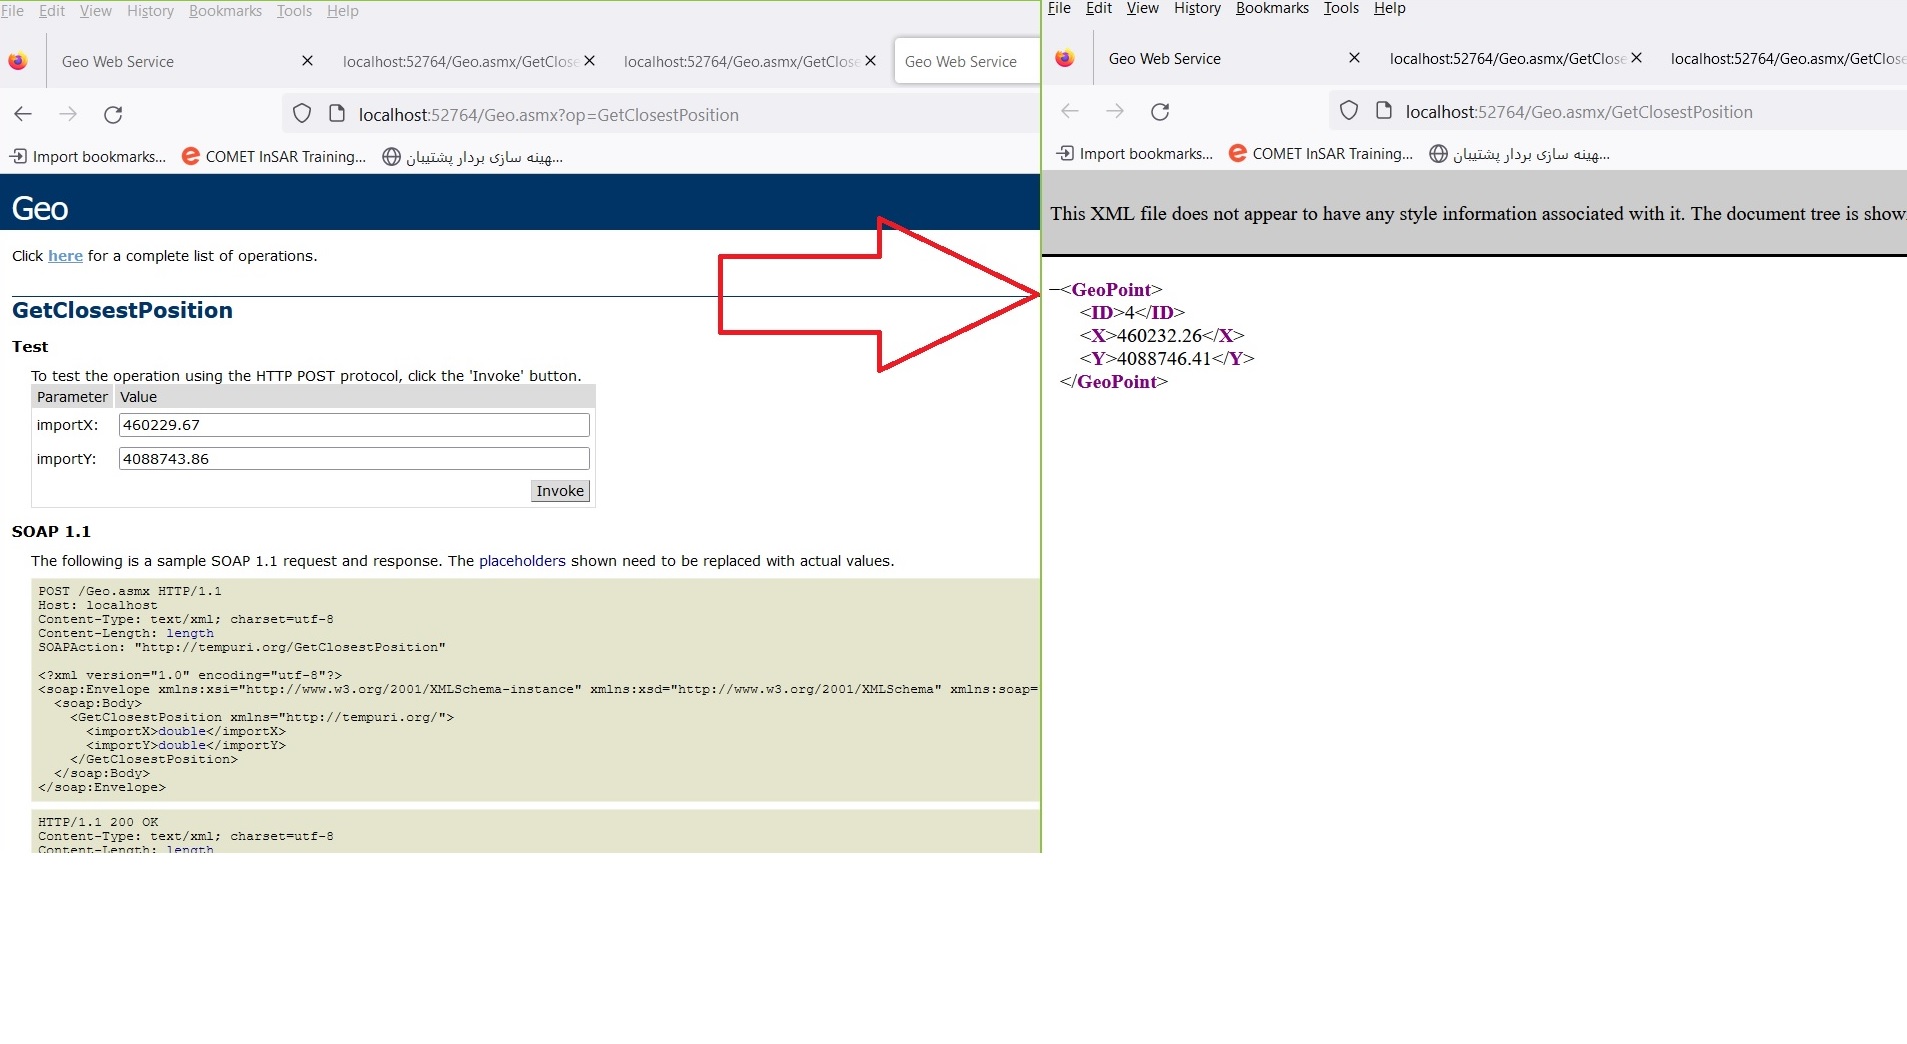 File Edit View History Bookmarks Tools Help
Geo Web Service
localhost:52764/Geo.asmx/GetClose
localhost:52764/Geo.asmx/GetClose
Geo Web Service
localhost:52764/Geo.asmx?op=GetClosestPosition
Import bookmarks...
COMET InSAR Training...
هینه سازی بردار پشتیبان...
Geo
Click here for a complete list of operations.
GetClosestPosition
Test
To test the operation using the HTTP POST protocol, click the 'Invoke' button.
Parameter Value
importX: 460229.67
importY: 4088743.86
Invoke
SOAP 1.1
The following is a sample SOAP 1.1 request and response. The placeholders shown need to be replaced with actual values.
POST /Geo.asmx HTTP/1.1
Host: localhost
Content-Type: text/xml; charset=utf-8
Content-Length: length
SOAPAction: "http://tempuri.org/GetClosestPosition"
<?xml version="1.0" encoding="utf-8"?>
<soap:Envelope xmlns:xsi="http://www.w3.org/2001/XMLSchema-instance" xmlns:xsd="http://www.w3.org/2001/XMLSchema" xmlns:soap=
<soap:Body>
<GetClosestPosition xmlns="http://tempuri.org/">
<importX>double</importX>
<importY>double</importY>
</GetClosestPosition>
</soap:Body>
</soap:Envelope>
HTTP/1.1 200 OK
Content-Type: text/xml; charset=utf-8
Content-Length: length
File Edit View History Bookmarks Tools Help
Geo Web Service
localhost:52764/Geo.asmx/GetClose
localhost:52764/Geo.asmx/GetClose
localhost:52764/Geo.asmx/GetClosestPosition
Import bookmarks...
COMET InSAR Training...
هینه سازی بردار پشتیبان...
This XML file does not appear to have any style information associated with it. The document tree is show
−<GeoPoint>
<ID>4</ID>
<X>460232.26</X>
<Y>4088746.41</Y>
</GeoPoint>